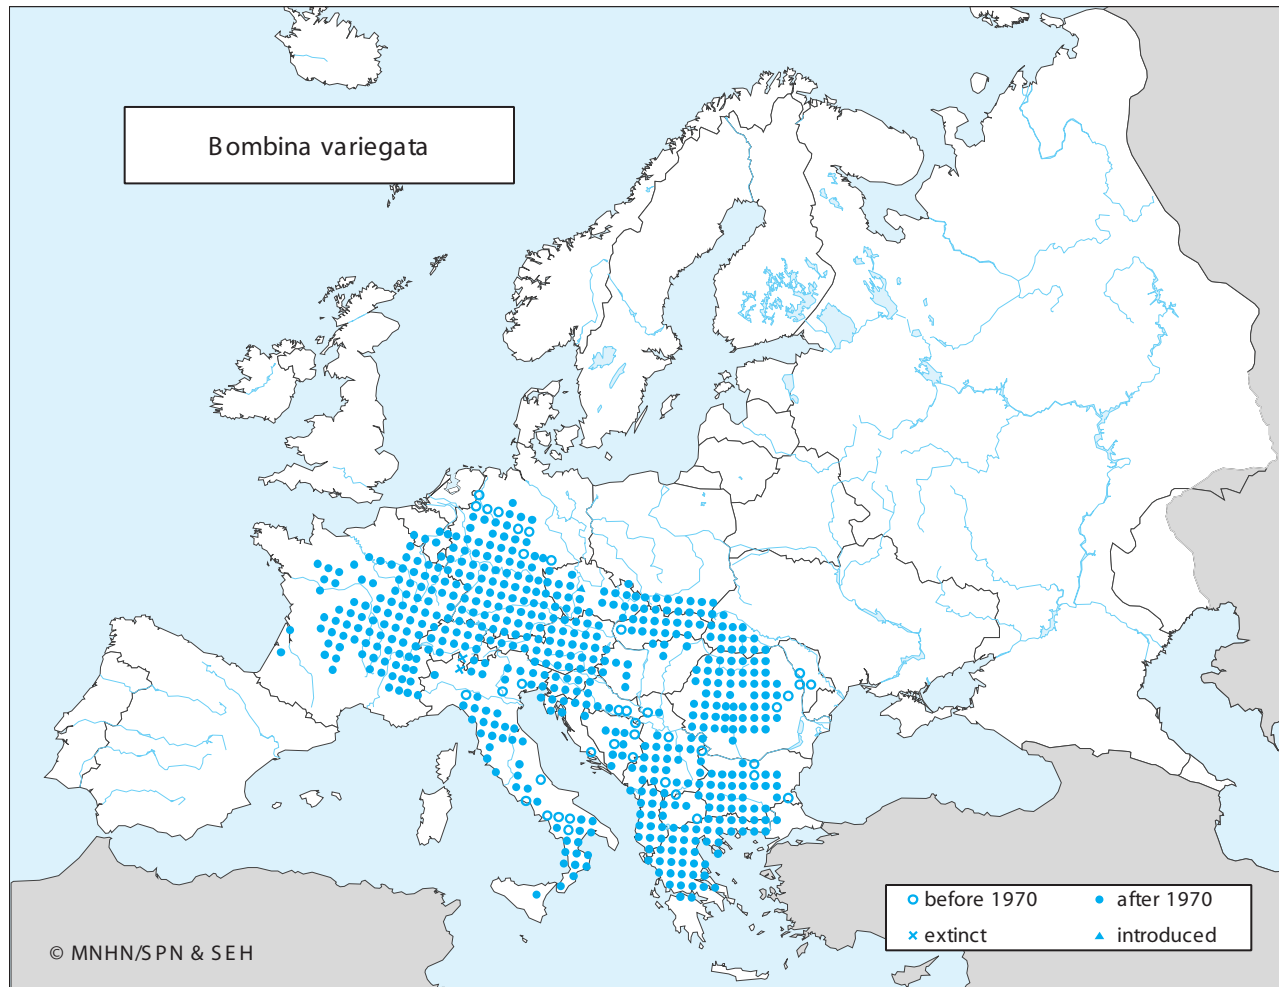 Bombina variegata
before 1970
after 1970
extinct
introduced
© MNHN/SPN & SEH